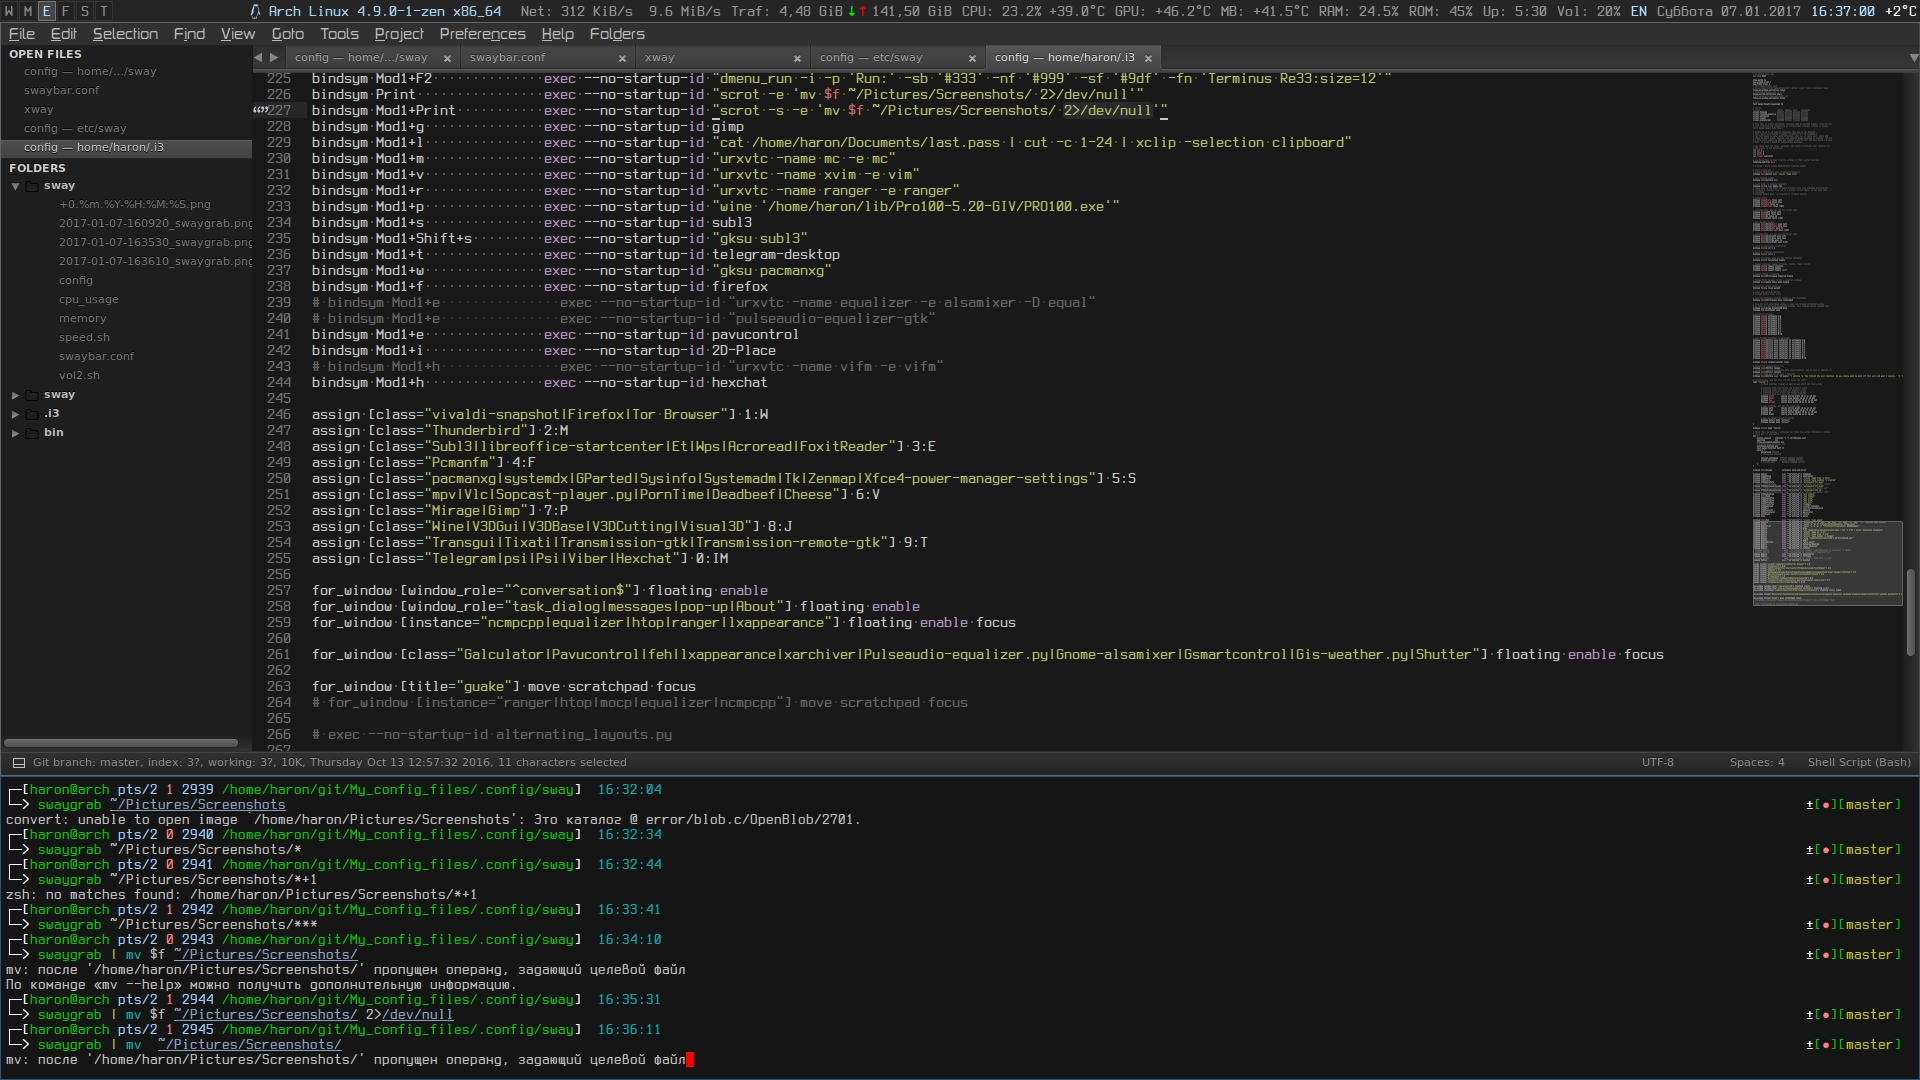 W M E F S T Arch Linux 4.9.0-1-zen x86_64 Net: 312 KiB/s 9.6 MiB/s Traf: 4,48 GiB↓↑ 141,50 GiB CPU: 23.2% +39.0°C GPU: +46.2°C MB: +41.5°C RAM: 24.5% ROM: 45% Up: 5:30 Vol: 20% EN Суббота 07.01.2017 16:37:00 +2°C
File Edit Selection Find View Goto Tools Project Preferences Help Folders
OPEN FILES
config — home/.../sway
swaybar.conf
xway
config — etc/sway
config — home/haron/.i3
FOLDERS
sway
+0.%m.%Y-%H:%M:%S.png
2017-01-07-160920_swaygrab.png
2017-01-07-163530_swaygrab.png
2017-01-07-163610_swaygrab.png
config
cpu_usage
memory
speed.sh
swaybar.conf
vol2.sh
sway
.i3
bin
config — home/.../sway × swaybar.conf × xway × config — etc/sway × config — home/haron/.i3 ×
225 bindsym Mod1+F2 exec --no-startup-id "dmenu_run -i -p 'Run:' -sb '#333' -nf '#999' -sf '#9df' -fn 'Terminus Re33:size=12'"
226 bindsym Print exec --no-startup-id "scrot -e 'mv $f ~/Pictures/Screenshots/ 2>/dev/null'"
227 bindsym Mod1+Print exec --no-startup-id "scrot -s -e 'mv $f ~/Pictures/Screenshots/ 2>/dev/null'"
228 bindsym Mod1+g exec --no-startup-id gimp
229 bindsym Mod1+l exec --no-startup-id "cat /home/haron/Documents/last.pass | cut -c 1-24 | xclip -selection clipboard"
230 bindsym Mod1+m exec --no-startup-id "urxvtc -name mc -e mc"
231 bindsym Mod1+v exec --no-startup-id "urxvtc -name xvim -e vim"
232 bindsym Mod1+r exec --no-startup-id "urxvtc -name ranger -e ranger"
233 bindsym Mod1+p exec --no-startup-id "wine '/home/haron/lib/Pro100-5.20-GIV/PRO100.exe'"
234 bindsym Mod1+s exec --no-startup-id subl3
235 bindsym Mod1+Shift+s exec --no-startup-id "gksu subl3"
236 bindsym Mod1+t exec --no-startup-id telegram-desktop
237 bindsym Mod1+w exec --no-startup-id "gksu pacmanxg"
238 bindsym Mod1+f exec --no-startup-id firefox
239 # bindsym Mod1+e exec --no-startup-id "urxvtc -name equalizer -e alsamixer -D equal"
240 # bindsym Mod1+e exec --no-startup-id "pulseaudio-equalizer-gtk"
241 bindsym Mod1+e exec --no-startup-id pavucontrol
242 bindsym Mod1+i exec --no-startup-id 2D-Place
243 # bindsym Mod1+h exec --no-startup-id "urxvtc -name vifm -e vifm"
244 bindsym Mod1+h exec --no-startup-id hexchat
245
246 assign [class="vivaldi-snapshot|Firefox|Tor Browser"] 1:W
247 assign [class="Thunderbird"] 2:M
248 assign [class="Subl3|libreoffice-startcenter|Et|Wps|Acroread|FoxitReader"] 3:E
249 assign [class="Pcmanfm"] 4:F
250 assign [class="pacmanxg|systemdx|GParted|Sysinfo|Systemadm|Tk|Zenmap|Xfce4-power-manager-settings"] 5:S
251 assign [class="mpv|Vlc|Sopcast-player.py|PornTime|Deadbeef|Cheese"] 6:V
252 assign [class="Mirage|Gimp"] 7:P
253 assign [class="Wine|V3DGui|V3DBase|V3DCutting|Visual3D"] 8:J
254 assign [class="Transgui|Tixati|Transmission-gtk|Transmission-remote-gtk"] 9:T
255 assign [class="Telegram|psi|Psi|Viber|Hexchat"] 0:IM
256
257 for_window [window_role="^conversation$"] floating enable
258 for_window [window_role="task_dialog|messages|pop-up|About"] floating enable
259 for_window [instance="ncmpcpp|equalizer|htop|ranger|lxappearance"] floating enable focus
260
261 for_window [class="Galculator|Pavucontrol|feh|lxappearance|xarchiver|Pulseaudio-equalizer.py|Gnome-alsamixer|Gsmartcontrol|Gis-weather.py|Shutter"] floating enable focus
262
263 for_window [title="guake"] move scratchpad focus
264 # for_window [instance="ranger|htop|mocp|equalizer|ncmpcpp"] move scratchpad focus
265
266 # exec --no-startup-id alternating_layouts.py
267
Git branch: master, index: 3?, working: 3?, 10K, Thursday Oct 13 12:57:32 2016, 11 characters selected UTF-8 Spaces: 4 Shell Script (Bash)
[haron@arch pts/2 1 2939 /home/haron/git/My_config_files/.config/sway] 16:32:04
swaygrab ~/Pictures/Screenshots ±[●][master]
convert: unable to open image `/home/haron/Pictures/Screenshots': Это каталог @ error/blob.c/OpenBlob/2701.
[haron@arch pts/2 0 2940 /home/haron/git/My_config_files/.config/sway] 16:32:34
swaygrab ~/Pictures/Screenshots/* ±[●][master]
[haron@arch pts/2 0 2941 /home/haron/git/My_config_files/.config/sway] 16:32:44
swaygrab ~/Pictures/Screenshots/*+1 ±[●][master]
zsh: no matches found: /home/haron/Pictures/Screenshots/*+1
[haron@arch pts/2 1 2942 /home/haron/git/My_config_files/.config/sway] 16:33:41
swaygrab ~/Pictures/Screenshots/*** ±[●][master]
[haron@arch pts/2 0 2943 /home/haron/git/My_config_files/.config/sway] 16:34:10
swaygrab | mv $f ~/Pictures/Screenshots/ ±[●][master]
mv: после '/home/haron/Pictures/Screenshots/' пропущен операнд, задающий целевой файл
По команде «mv --help» можно получить дополнительную информацию.
[haron@arch pts/2 1 2944 /home/haron/git/My_config_files/.config/sway] 16:35:31
swaygrab | mv $f ~/Pictures/Screenshots/ 2>/dev/null ±[●][master]
[haron@arch pts/2 1 2945 /home/haron/git/My_config_files/.config/sway] 16:36:11
swaygrab | mv ~/Pictures/Screenshots/ ±[●][master]
mv: после '/home/haron/Pictures/Screenshots/' пропущен операнд, задающий целевой файл